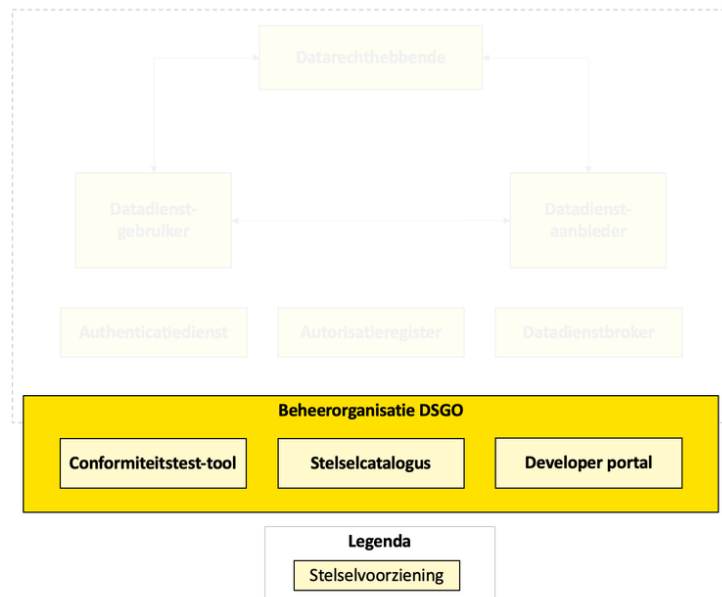 Datarechthebbende
Datadienst-
gebruiker
Datadienst-
aanbieder
Authenticatiedienst
Autorisatieregister
Datadienstbroker
Beheerorganisatie DSGO
Conformiteitstest-tool
Stelselcatalogus
Developer portal
Legenda
Stelselvoorziening